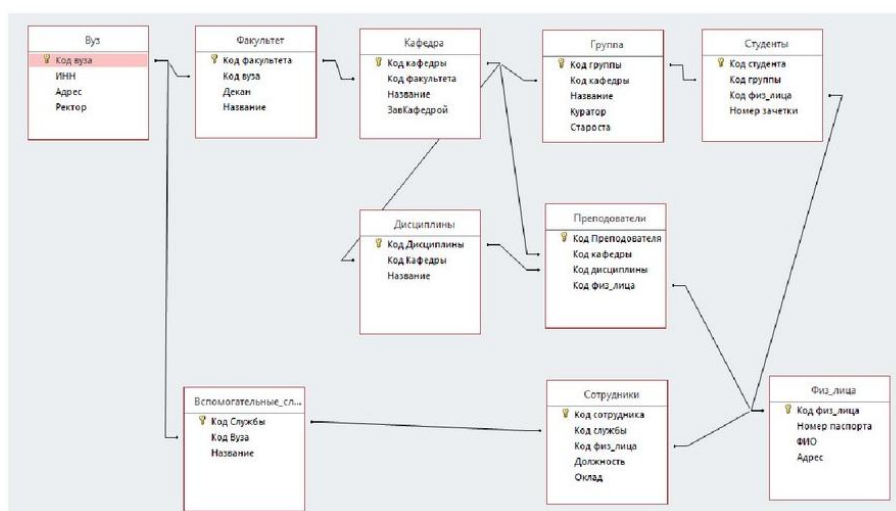 Вуз
Код вуза
ИНН
Адрес
Ректор
Факультет
Код факультета
Код вуза
Декан
Название
Кафедра
Код кафедры
Код факультета
Название
ЗавКафедрой
Группа
Код группы
Код кафедры
Название
Куратор
Староста
Студенты
Код студента
Код группы
Код физ_лица
Номер зачетки
Дисциплины
Код Дисциплины
Код Кафедры
Название
Преподователи
Код Преподователя
Код кафедры
Код дисциплины
Код физ_лица
Вспомогательные_сл...
Код Службы
Код Вуза
Название
Сотрудники
Код сотрудника
Код службы
Код физ_лица
Должность
Оклад
Физ_лица
Код физ_лица
Номер паспорта
ФИО
Адрес